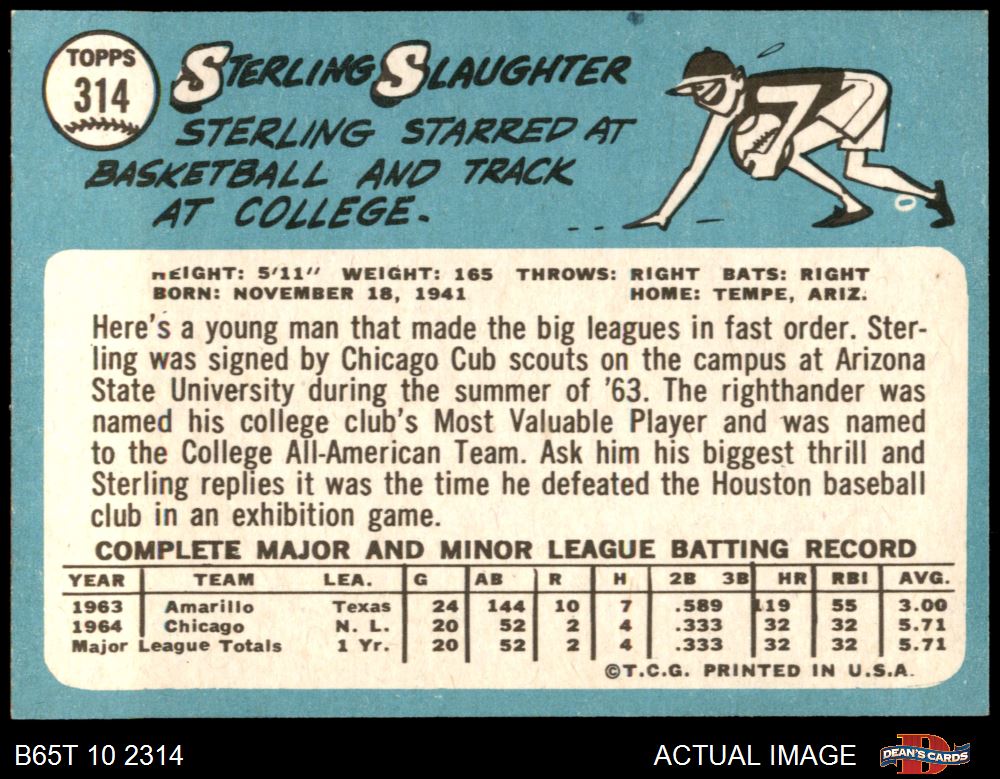 TOPPS
314
STERLING SLAUGHTER
STERLING STARRED AT
BASKETBALL AND TRACK
AT COLLEGE.
HEIGHT: 5'11" WEIGHT: 165 THROWS: RIGHT BATS: RIGHT
BORN: NOVEMBER 18, 1941 HOME: TEMPE, ARIZ.
Here's a young man that made the big leagues in fast order. Ster-
ling was signed by Chicago Cub scouts on the campus at Arizona
State University during the summer of '63. The righthander was
named his college club's Most Valuable Player and was named
to the College All-American Team. Ask him his biggest thrill and
Sterling replies it was the time he defeated the Houston baseball
club in an exhibition game.
COMPLETE MAJOR AND MINOR LEAGUE BATTING RECORD
YEAR TEAM LEA. G AB R H 2B 3B HR RBI AVG.
1963 Amarillo Texas 24 144 10 7 .589 119 55 3.00
1964 Chicago N. L. 20 52 2 4 .333 32 32 5.71
Major League Totals 1 Yr. 20 52 2 4 .333 32 32 5.71
©T.C.G. PRINTED IN U.S.A.
B65T 10 2314 ACTUAL IMAGE DEAN'S CARDS